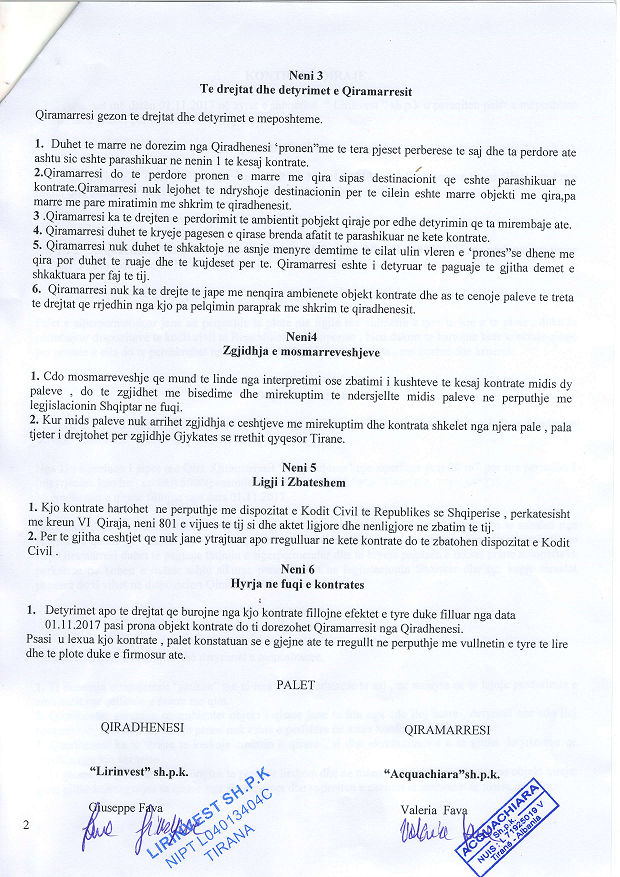 Neni 3
Te drejtat dhe detyrimet e Qiramarresit
Qiramarresi gezon te drejtat dhe detyrimet e meposhteme.
1. Duhet te marre ne dorezim nga Qiradhenesi ‘pronen”me te tera pjeset perberese te saj dhe ta perdore ate
ashtu sic eshte parashikuar ne nenin 1 te kesaj kontrate.
2.Qiramarresi do te perdore pronen e marre me qira sipas destinacionit qe eshte parashikuar ne
kontrate.Qiramarresi nuk lejohet te ndryshoje destinacionin per te cilein eshte marre objekti me qira,pa
marre me pare miratimin me shkrim te qiradhenesit.
3 .Qiramarresi ka te drejten e perdorimit te ambientit pobjekt qiraje por edhe detyrimin qe ta mirembaje ate.
4. Qiramarresi duhet te kryeje pagesen e qirase brenda afatit te parashikuar ne kete kontrate.
5. Qiramarresi nuk duhet te shkaktoje ne asnje menyre demtime te cilat ulin vleren e ‘prones”se dhene me
qira por duhet te ruaje dhe te kujdeset per te. Qiramarresi eshte i detyruar te paguaje te gjitha demet e
shkaktuara per faj te tij.
6. Qiramarresi nuk ka te drejte te jape me nenqira ambienete objekt kontrate dhe as te cenoje paleve te treta
te drejtat qe rrjedhin nga kjo pa pelqimin paraprak me shkrim te qiradhenesit.
Neni4
Zgjidhja e mosmarreveshjeve
1. Cdo mosmarreveshje qe mund te linde nga interpretimi ose zbatimi i kushteve te kesaj kontrate midis dy
paleve , do te zgjidhet me bisedime dhe mirekuptim te ndersjellte midis paleve ne perputhje me
legjislacionin Shqiptar ne fuqi.
2. Kur mids paleve nuk arrihet zgjidhja e ceshtjeve me mirekuptim dhe kontrata shkelet nga njera pale , pala
tjeter i drejtohet per zgjidhje Gjykates se rrethit qyqesor Tirane.
Neni 5
Ligji i Zbateshem
1. Kjo kontrate hartohet ne perputhje me dispozitat e Kodit Civil te Republikes se Shqiperise , perkatesisht
me kreun VI Qiraja, neni 801 e vijues te tij si dhe aktet ligjore dhe nenligjore ne zbatim te tij.
2. Per te gjitha ceshtjet qe nuk jane ytrajtuar apo rregulluar ne kete kontrate do te zbatohen dispozitat e Kodit
Civil .
Neni 6
Hyrja ne fuqi e kontrates
1. Detyrimet apo te drejtat qe burojne nga kjo kontrate fillojne efektet e tyre duke filluar nga data
01.11.2017 pasi prona objekt kontrate do ti dorezohet Qiramarresit nga Qiradhenesi.
Psasi u lexua kjo kontrate , palet konstatuan se e gjejne ate te rregullt ne perputhje me vullnetin e tyre te lire
dhe te plote duke e firmosur ate.
PALET
QIRADHENESI
QIRAMARRESI
“Lirinvest” sh.p.k.
“Acquachiara”sh.p.k.
Giuseppe Fava
Valeria Fava
LIRINVEST SH.P.K
NIPT L04013404C
TIRANA
ACQUACHIARA
Sh.p.k.
NUIS: L 71925019 V
Tiranë - Albania
2